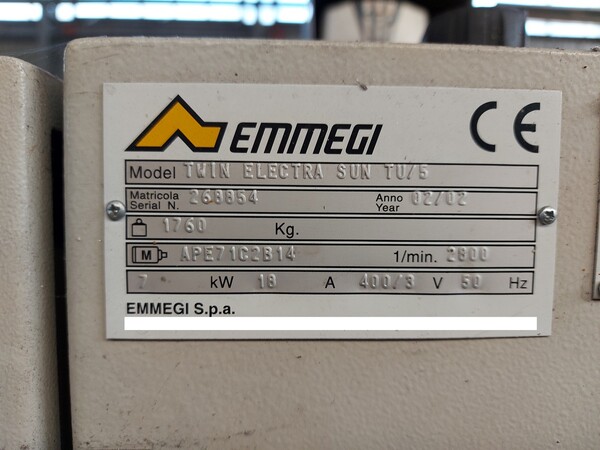 EMMEGI CE
Model TWIN ELECTRA SUN TU/5
Matricola Serial N. 268854 Anno Year 02/02
1760 Kg.
M APE71C2B14 1/min. 2800
7 kW 18 A 400/3 V 50 Hz
EMMEGI S.p.a.